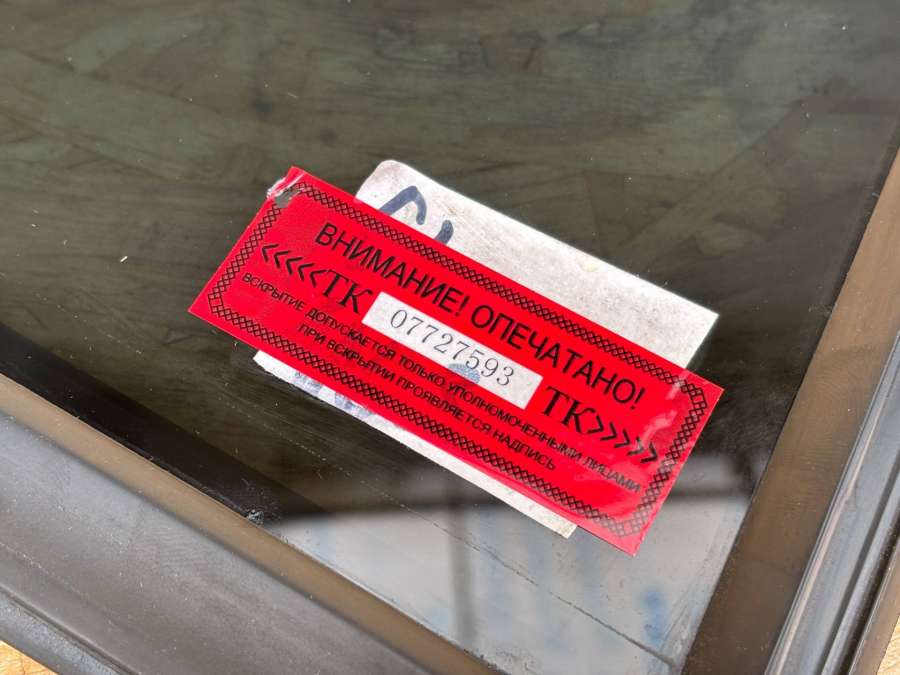 ВНИМАНИЕ! ОПЕЧАТАНО!
<<<<<ТК 07727593 ТК>>>>>
ВСКРЫТИЕ ДОПУСКАЕТСЯ ТОЛЬКО УПОЛНОМОЧЕННЫМИ ЛИЦАМИ
ПРИ ВСКРЫТИИ ПРОЯВЛЯЕТСЯ НАДПИСЬ